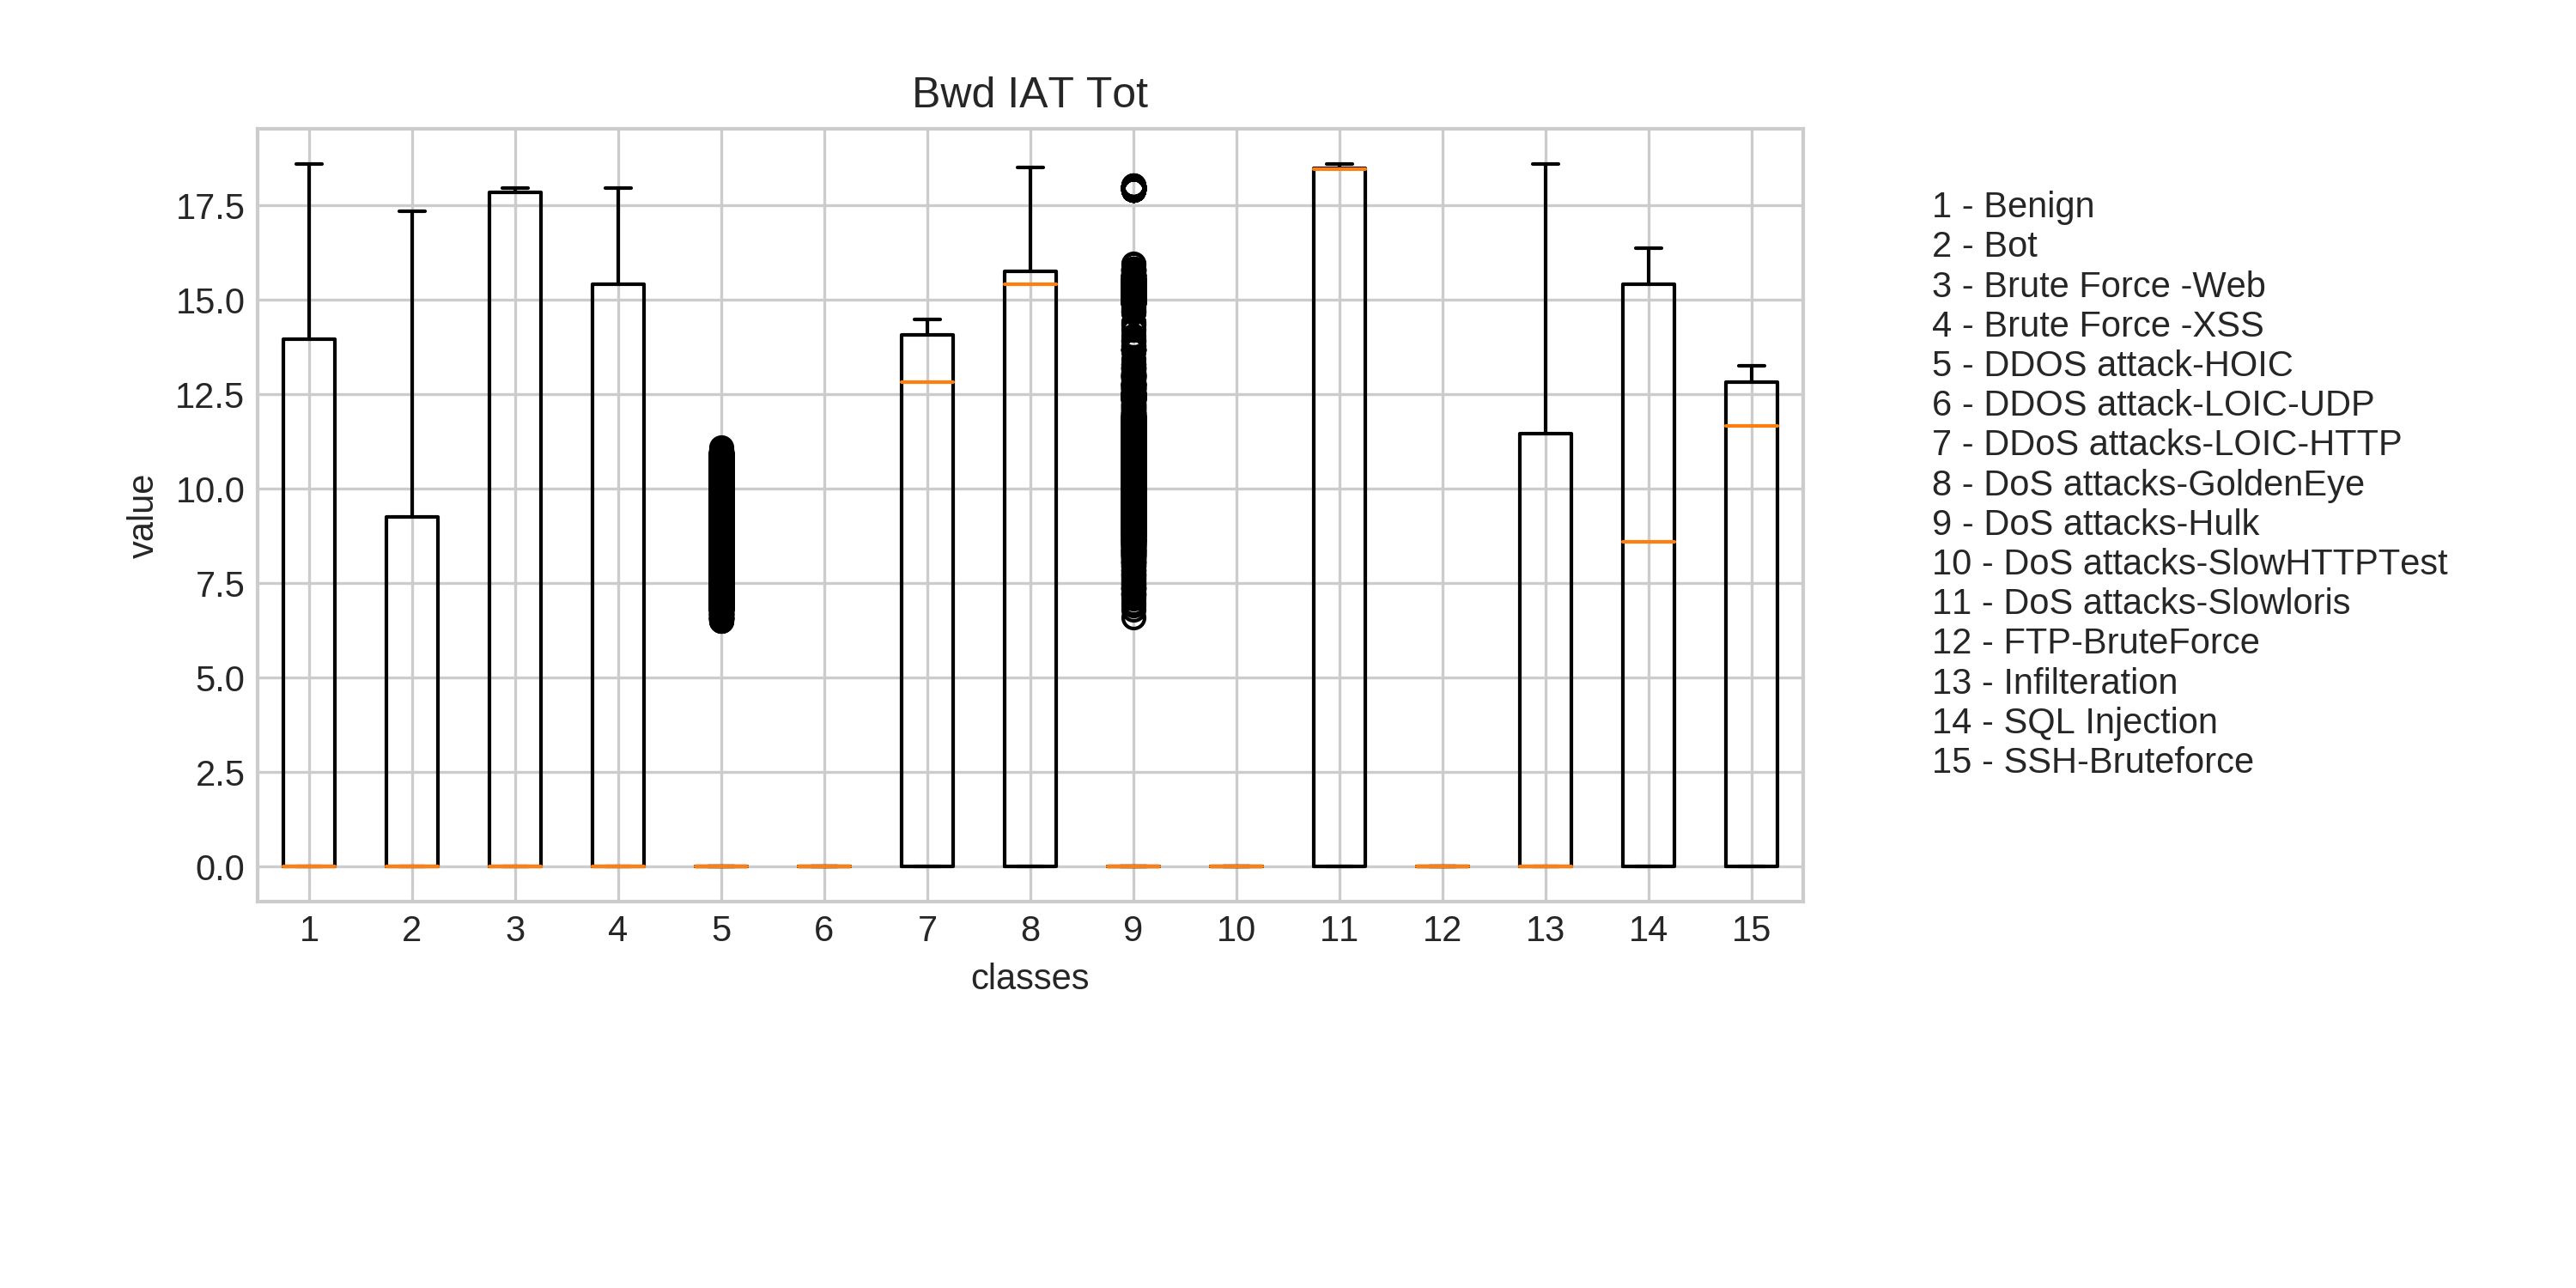 Bwd IAT Tot
value
17.5
15.0
12.5
10.0
7.5
5.0
2.5
0.0
1 2 3 4 5 6 7 8 9 10 11 12 13 14 15
classes
1 - Benign
2 - Bot
3 - Brute Force -Web
4 - Brute Force -XSS
5 - DDOS attack-HOIC
6 - DDOS attack-LOIC-UDP
7 - DDoS attacks-LOIC-HTTP
8 - DoS attacks-GoldenEye
9 - DoS attacks-Hulk
10 - DoS attacks-SlowHTTPTest
11 - DoS attacks-Slowloris
12 - FTP-BruteForce
13 - Infilteration
14 - SQL Injection
15 - SSH-Bruteforce